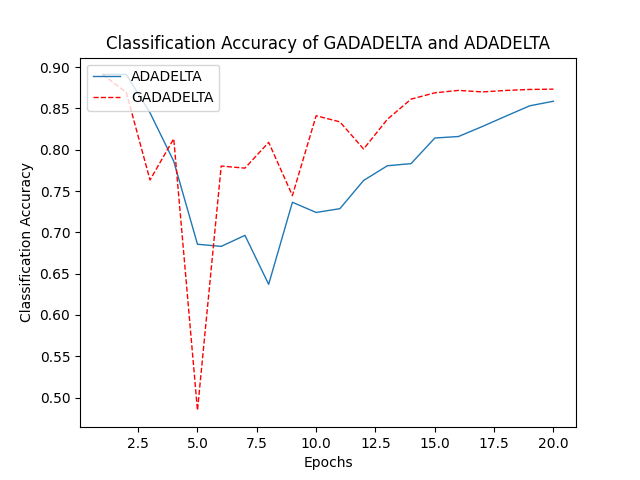 Classification Accuracy of GADADELTA and ADADELTA
ADADELTA
GADADELTA
Classification Accuracy
0.90
0.85
0.80
0.75
0.70
0.65
0.60
0.55
0.50
2.5 5.0 7.5 10.0 12.5 15.0 17.5 20.0
Epochs